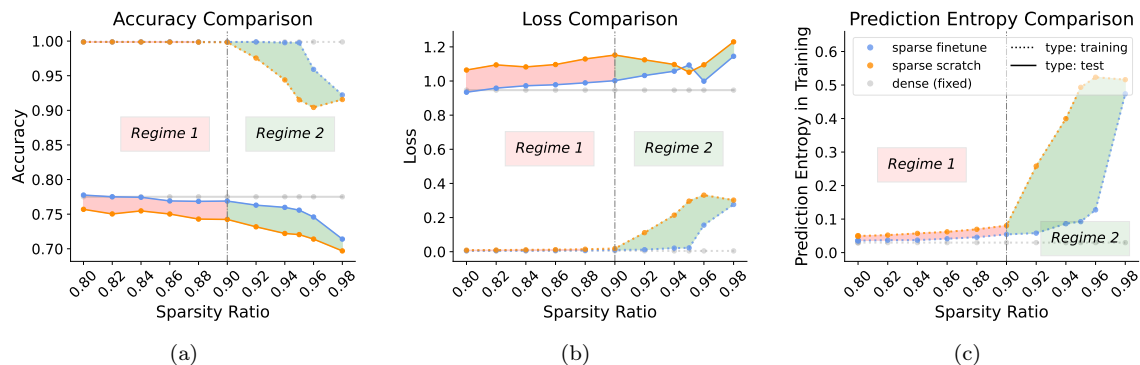 Accuracy Comparison
Accuracy
1.00
0.95
0.90
0.85
0.80
0.75
0.70
Regime 1
Regime 2
0.80 0.82 0.84 0.86 0.88 0.90 0.92 0.94 0.96 0.98
Sparsity Ratio
(a)
Loss Comparison
Loss
1.2
1.0
0.8
0.6
0.4
0.2
0.0
Regime 1
Regime 2
0.80 0.82 0.84 0.86 0.88 0.90 0.92 0.94 0.96 0.98
Sparsity Ratio
(b)
Prediction Entropy Comparison
Prediction Entropy in Training
0.6
0.5
0.4
0.3
0.2
0.1
0.0
sparse finetune
sparse scratch
dense (fixed)
type: training
type: test
Regime 1
Regime 2
0.80 0.82 0.84 0.86 0.88 0.90 0.92 0.94 0.96 0.98
Sparsity Ratio
(c)